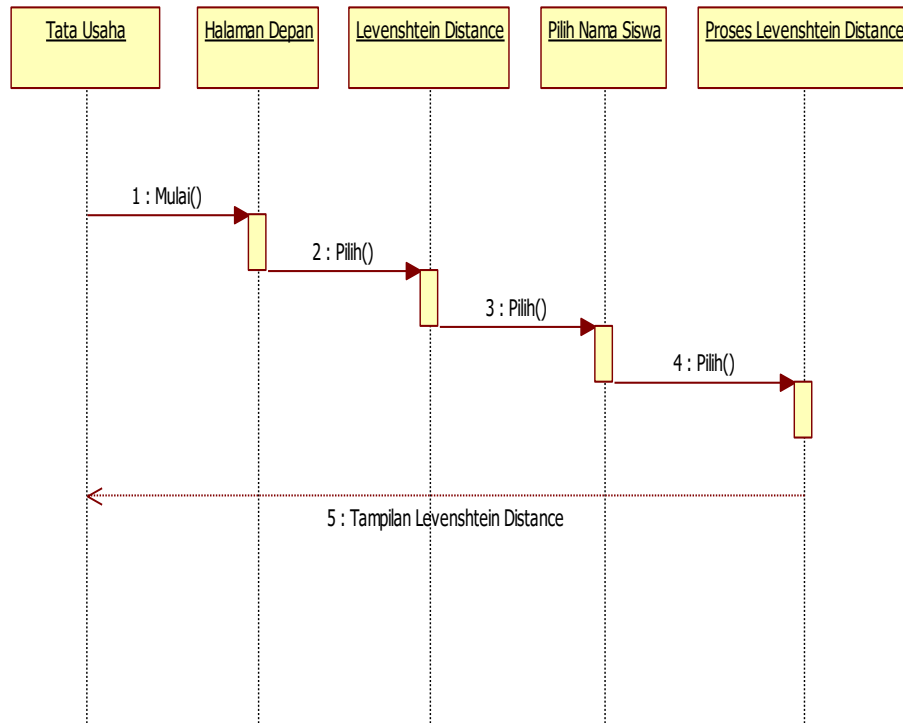 Tata Usaha
Halaman Depan
Levenshtein Distance
Pilih Nama Siswa
Proses Levenshtein Distance
1 : Mulai()
2 : Pilih()
3 : Pilih()
4 : Pilih()
5 : Tampilan Levenshtein Distance